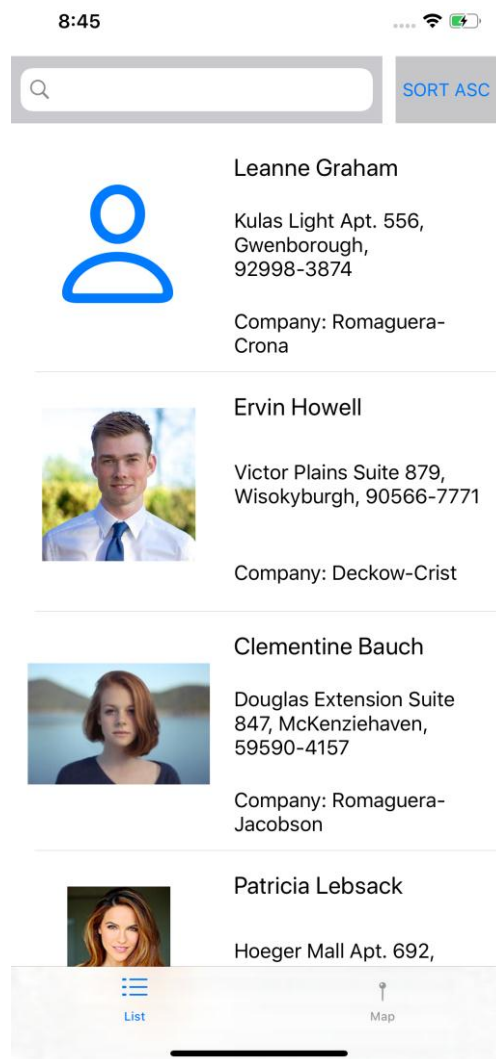 8:45
SORT ASC
Leanne Graham
Kulas Light Apt. 556,
Gwenborough,
92998-3874
Company: Romaguera-
Crona
Ervin Howell
Victor Plains Suite 879,
Wisokyburgh, 90566-7771
Company: Deckow-Crist
Clementine Bauch
Douglas Extension Suite
847, McKenziehaven,
59590-4157
Company: Romaguera-
Jacobson
Patricia Lebsack
Hoeger Mall Apt. 692,
List
Map